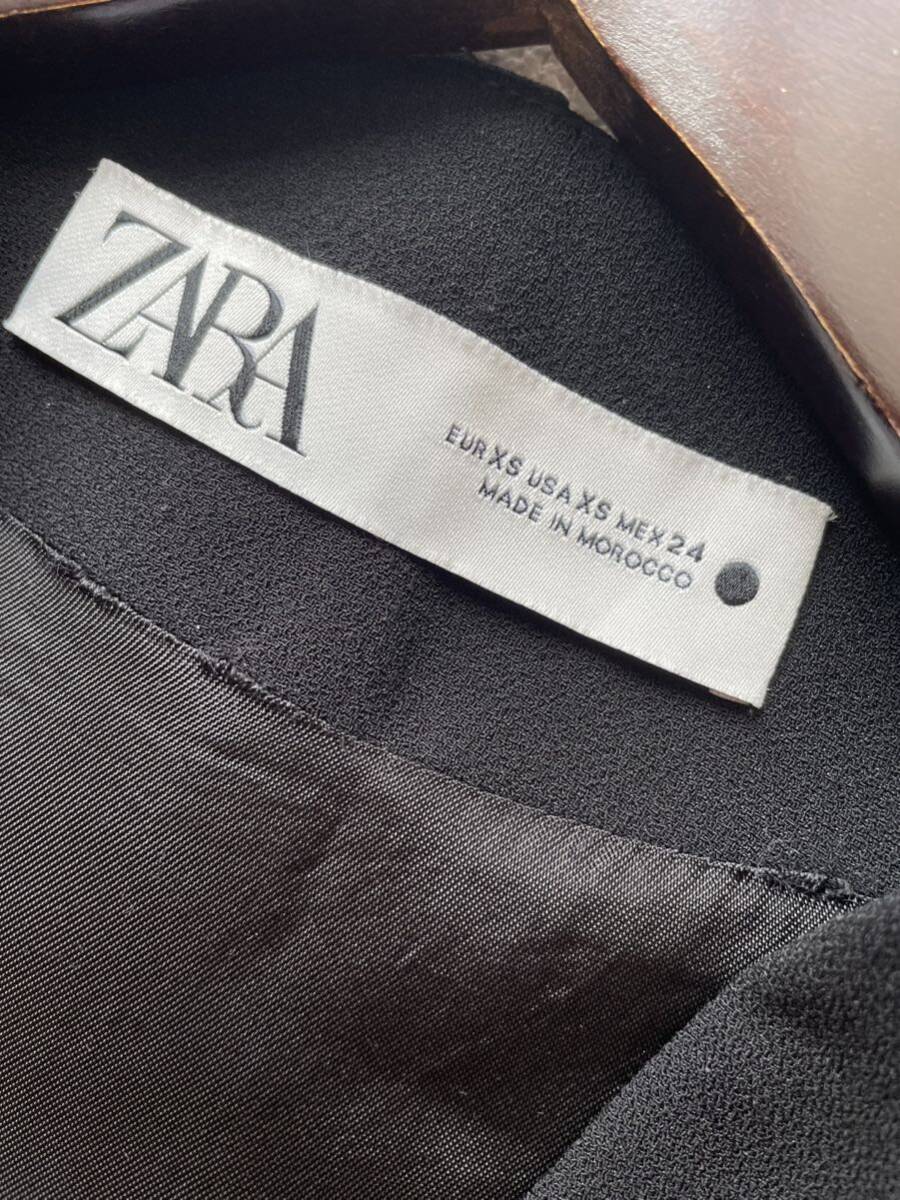 ZARA
EUR XS USA XS MEX 24
MADE IN MOROCCO